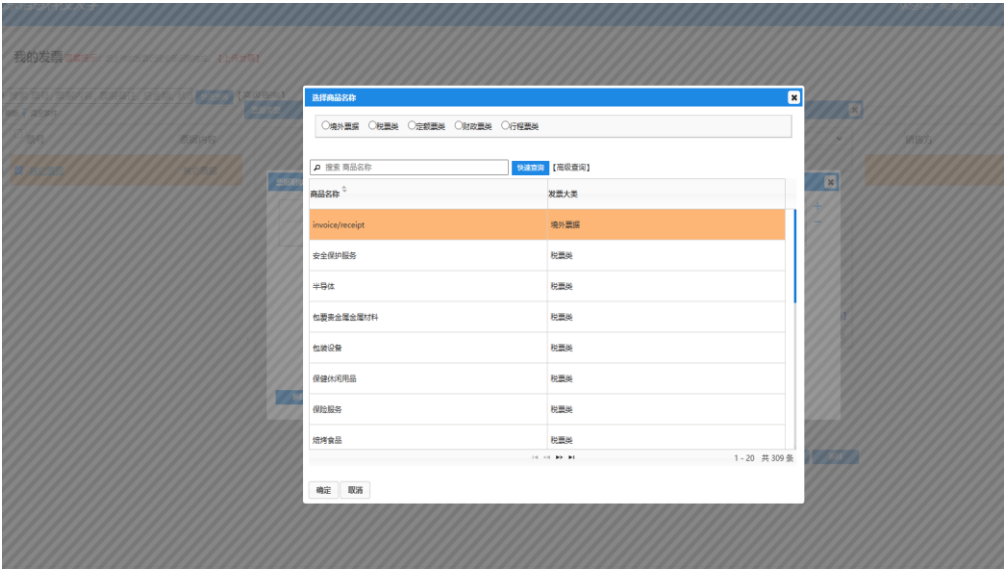 我的发票
选择商品名称
境外票据 税票类 定额票类 财政票类 行程票类
搜索 商品名称 快速查询 【高级查询】
商品名称 发票大类
invoice/receipt 境外票据
安全保护服务 税票类
半导体 税票类
包覆贵金属金属材料 税票类
包装设备 税票类
保健休闲用品 税票类
保险服务 税票类
焙烤食品 税票类
1 - 20 共 309 条
确定 取消